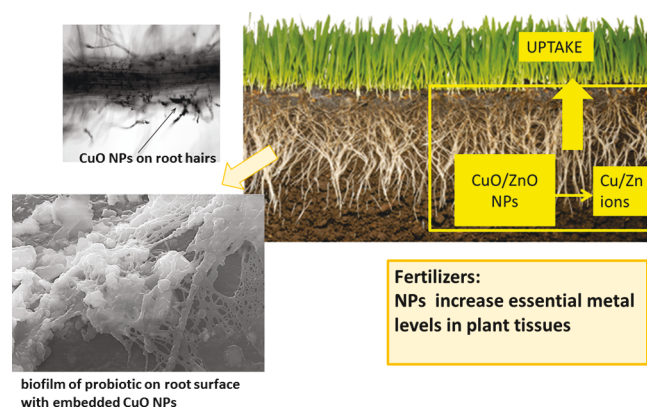 UPTAKE
CuO NPs on root hairs
CuO/ZnO
NPs
Cu/Zn
ions
Fertilizers:
NPs increase essential metal
levels in plant tissues
biofilm of probiotic on root surface
with embedded CuO NPs